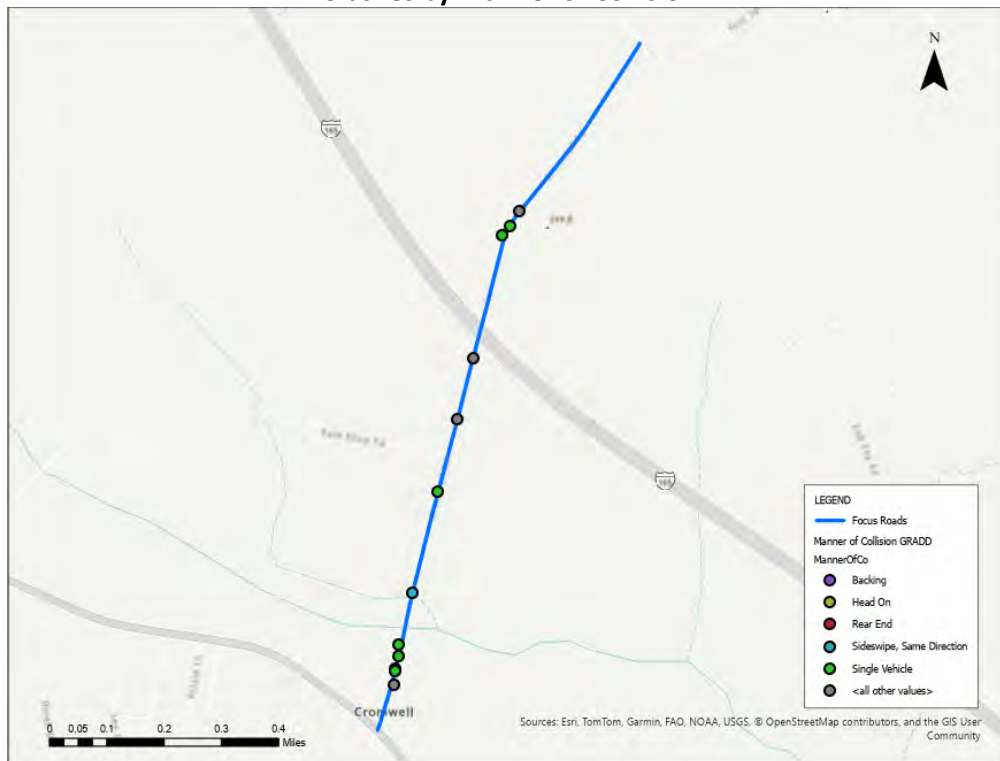 N
165
165
Cromwell
LEGEND
Focus Roads
Manner of Collision GRADD
MannerOfCo
Backing
Head On
Rear End
Sideswipe, Same Direction
Single Vehicle
<all other values>
0 0.05 0.1 0.2 0.3 0.4
Miles
Sources: Esri, TomTom, Garmin, FAO, NOAA, USGS, © OpenStreetMap contributors, and the GIS User
Community